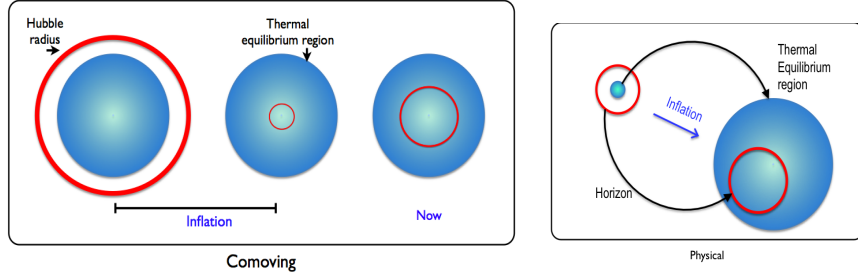 Hubble
radius
Thermal
equilibrium region
Inflation
Now
Comoving
Thermal
Equilibrium
region
Inflation
Horizon
Physical